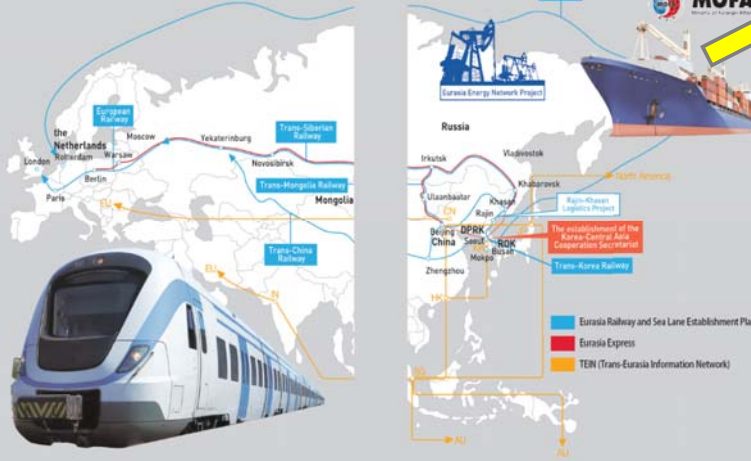 MOFA
Eurasia Energy Network Project
European
Railway
the
Netherlands
Rotterdam
London
Paris
Berlin
Warsaw
Moscow
Yekaterinburg
Trans-Siberian
Railway
Novosibirsk
Trans-Mongolia Railway
Mongolia
EU
Trans-China
Railway
EU
IN
Russia
Irkutsk
Vladivostok
Khabarovsk
North America
Ulaanbaatar
Khasan
Rajin
Rajin-Khasan
Logistics Project
CN
Beijing
China
DPRK
Seoul
ROK
Busan
Mokpo
The establishment of the
Korea-Central Asia
Cooperation Secretariat
Trans-Korea Railway
Zhengzhou
HK
SG
AU
AU
Eurasia Railway and Sea Lane Establishment Pla
Eurasia Express
TEIN (Trans-Eurasia Information Network)